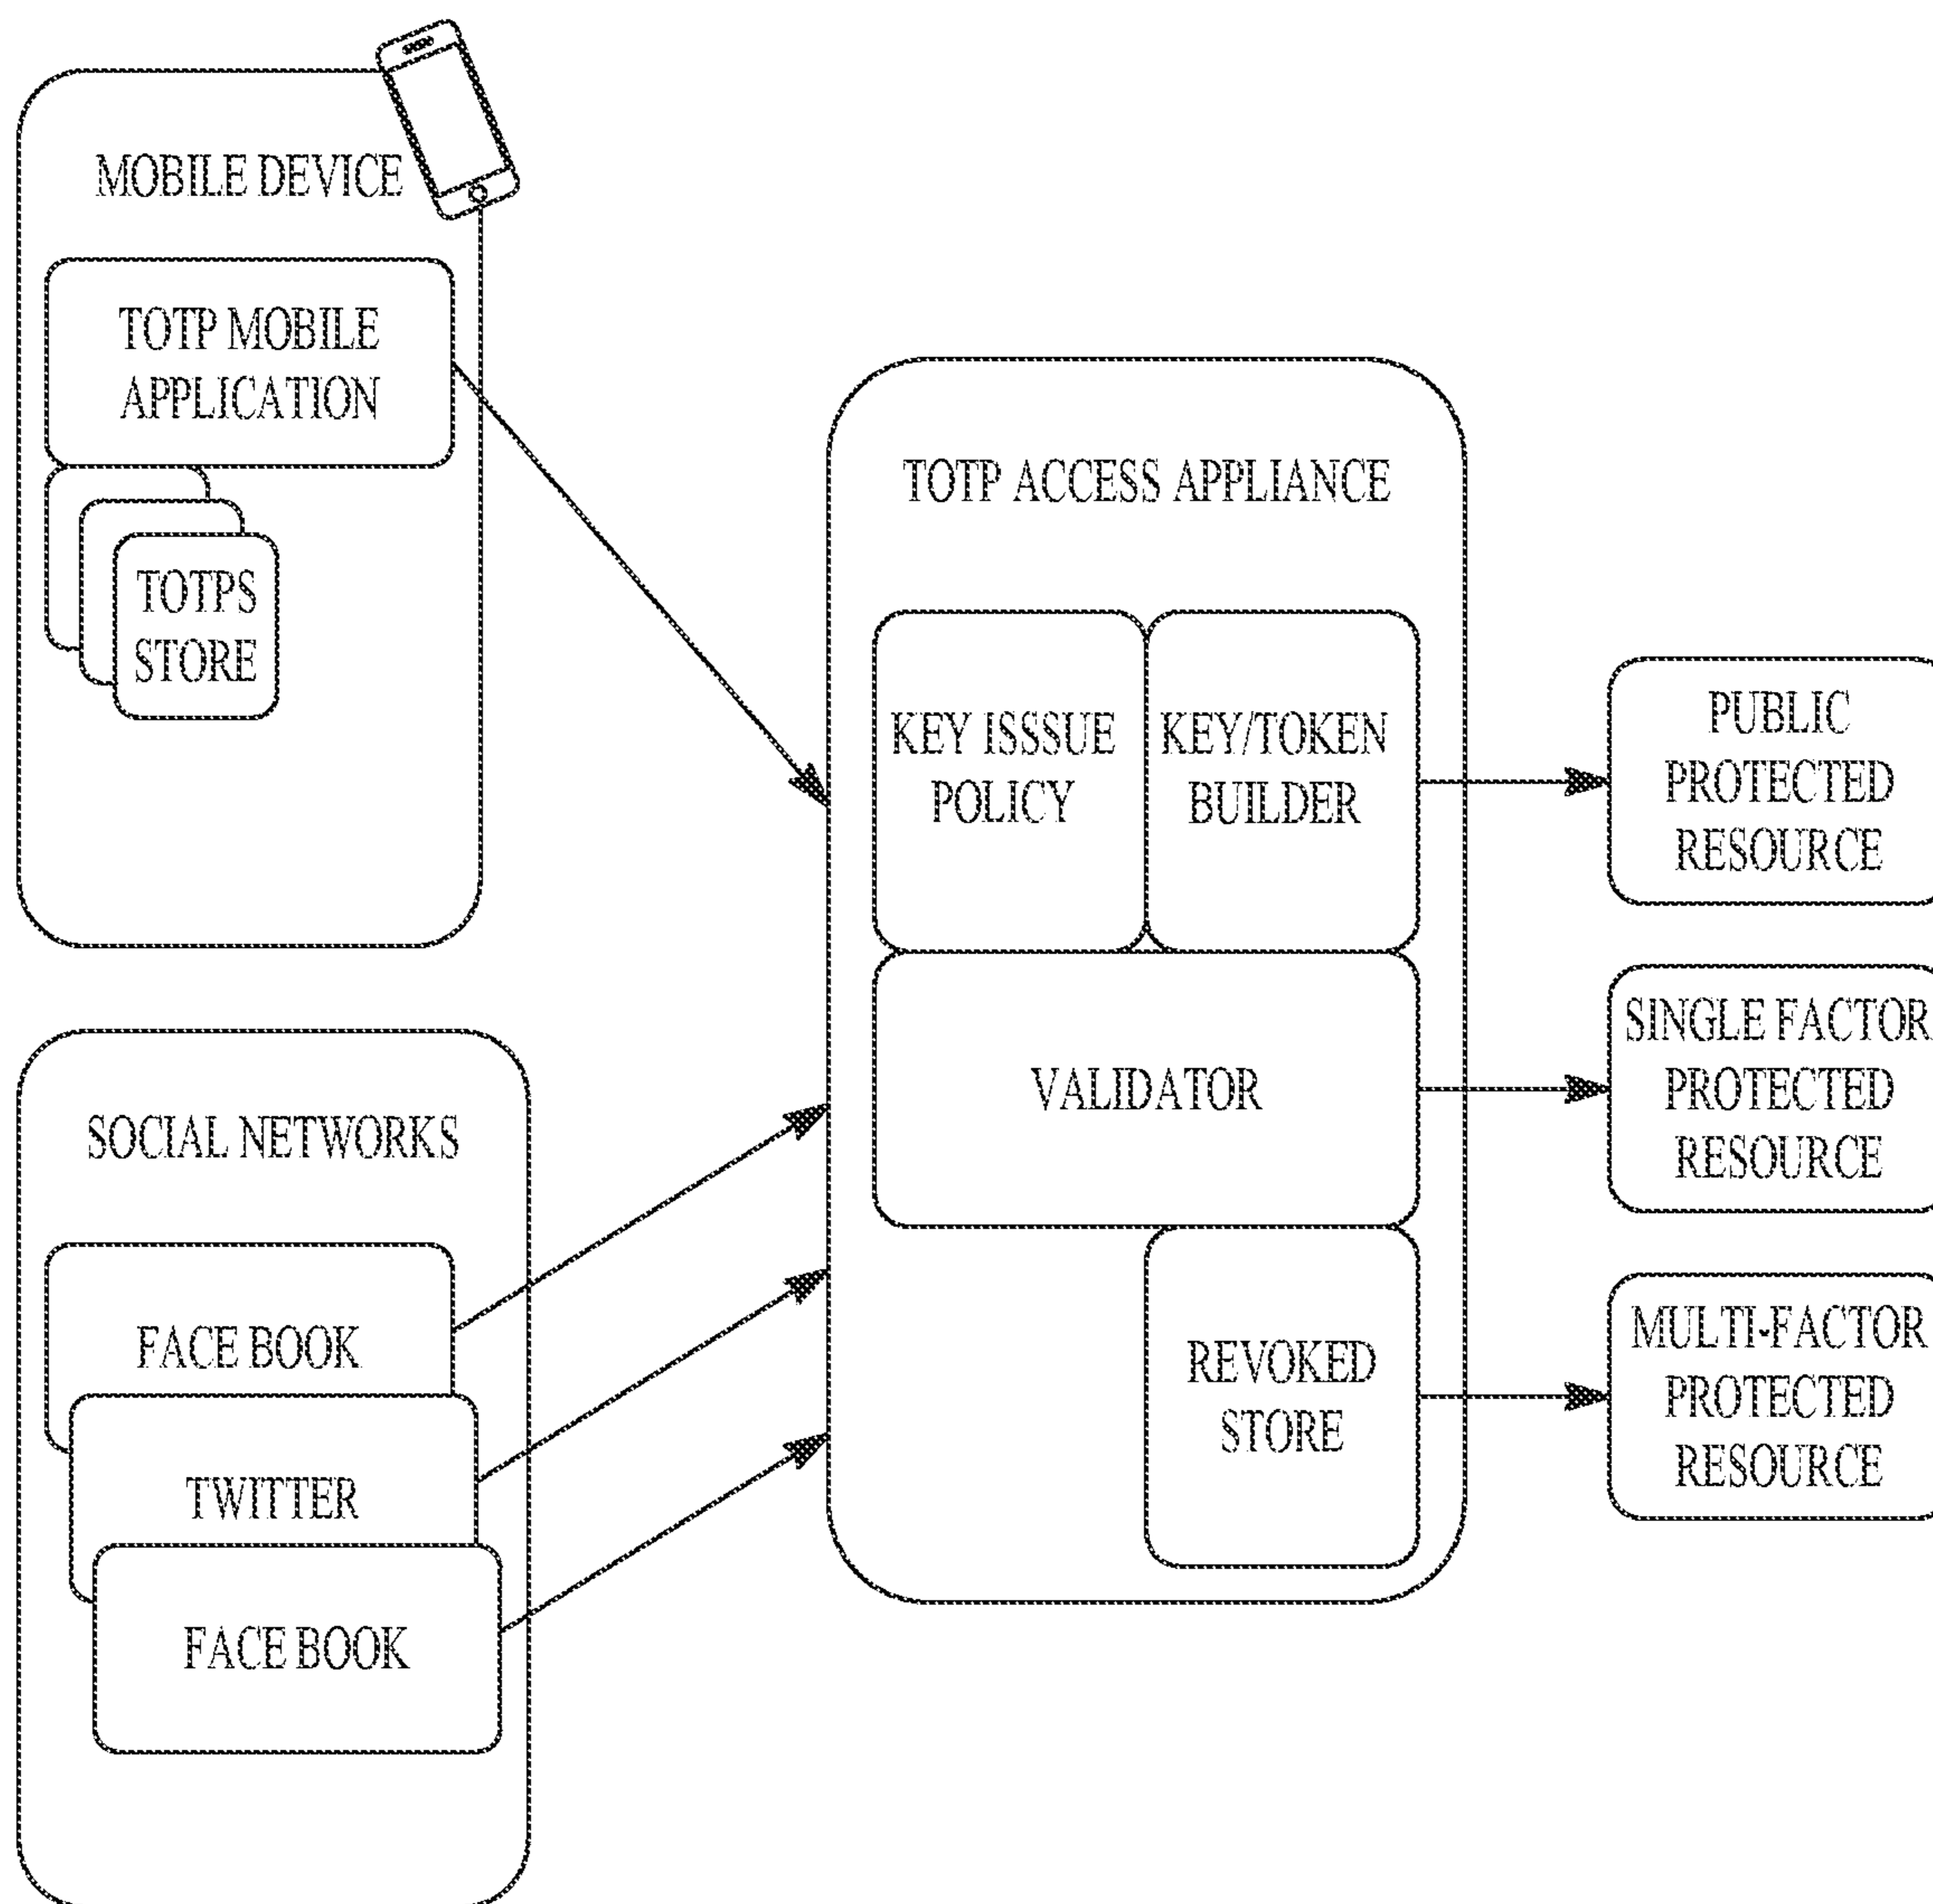 MOBILE DEVICE
TOTP MOBILE
APPLICATION
TOTPS
STORE
SOCIAL NETWORKS
FACE BOOK
TWITTER
FACE BOOK
TOTP ACCESS APPLIANCE
KEY ISSSUE
POLICY
KEY/TOKEN
BUILDER
VALIDATOR
REVOKED
STORE
PUBLIC
PROTECTED
RESOURCE
SINGLE FACTOR
PROTECTED
RESOURCE
MULTI-FACTOR
PROTECTED
RESOURCE